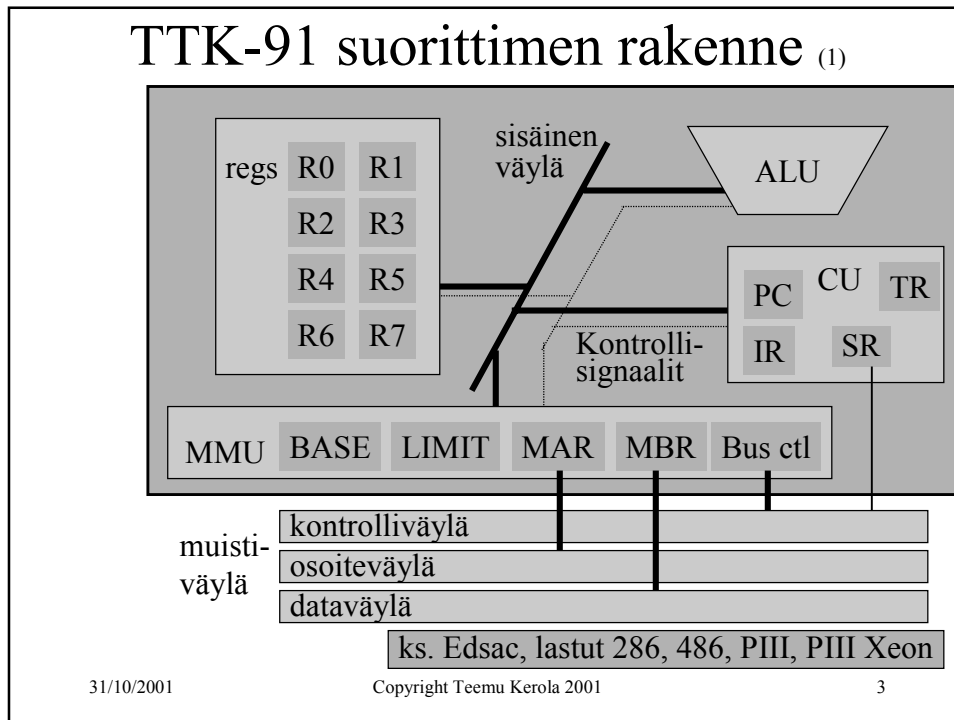 TTK-91 suorittimen rakenne (1)
regs R0 R1
R2 R3
R4 R5
R6 R7
sisäinen
väylä
ALU
PC CU TR
IR SR
Kontrolli-
signaalit
MMU BASE LIMIT MAR MBR Bus ctl
muisti-
väylä
kontrolliväylä
osoiteväylä
dataväylä
ks. Edsac, lastut 286, 486, PIII, PIII Xeon
31/10/2001 Copyright Teemu Kerola 2001 3